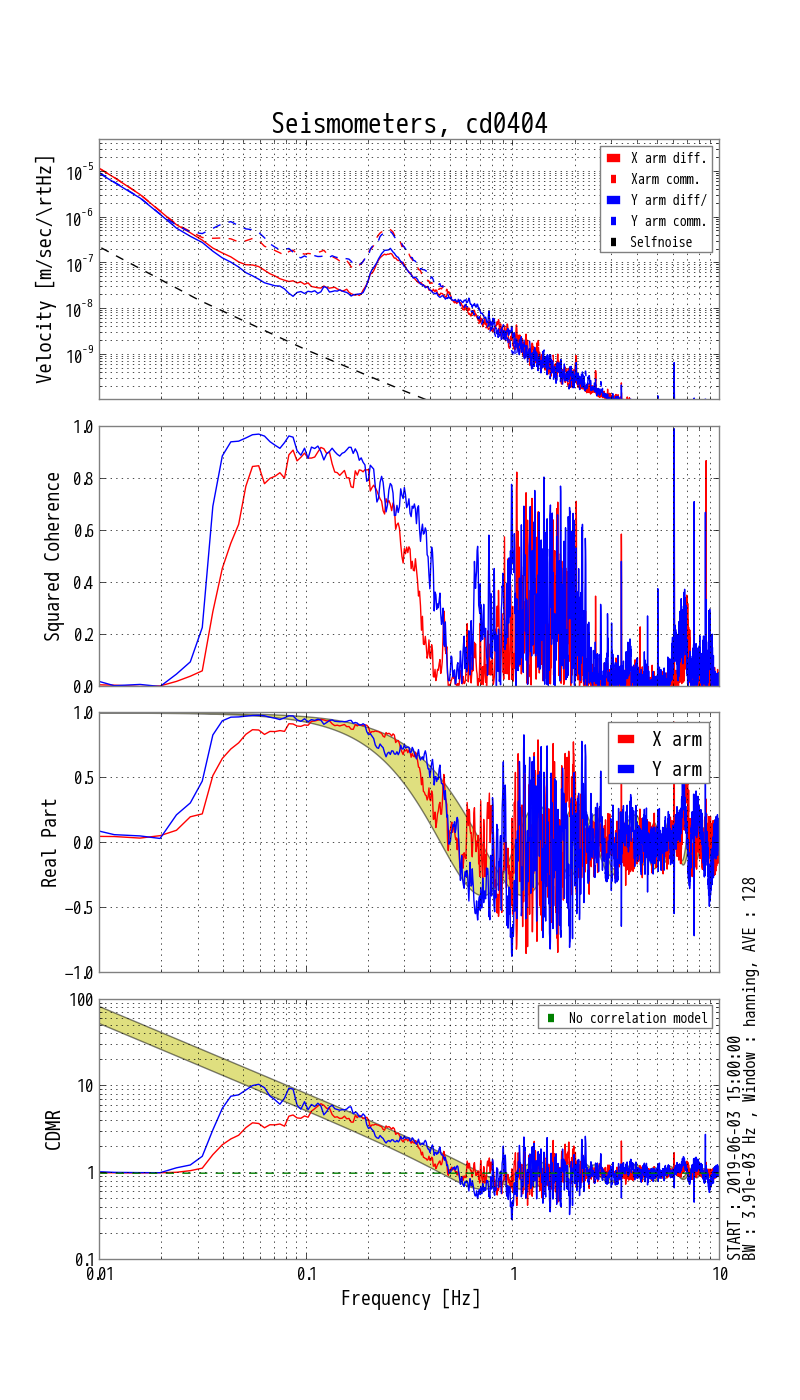 Seismometers, cd0404
Velocity [m/sec/\rtHz]
10^-5
10^-6
10^-7
10^-8
10^-9
X arm diff.
Xarm comm.
Y arm diff/
Y arm comm.
Selfnoise
Squared Coherence
1.0
0.8
0.6
0.4
0.2
0.0
Real Part
1.0
0.5
0.0
−0.5
−1.0
X arm
Y arm
CDMR
100
10
1
0.1
No correlation model
0.01
0.1
1
10
Frequency [Hz]
START : 2019-06-03 15:00:00
BW : 3.91e-03 Hz , Window : hanning, AVE : 128